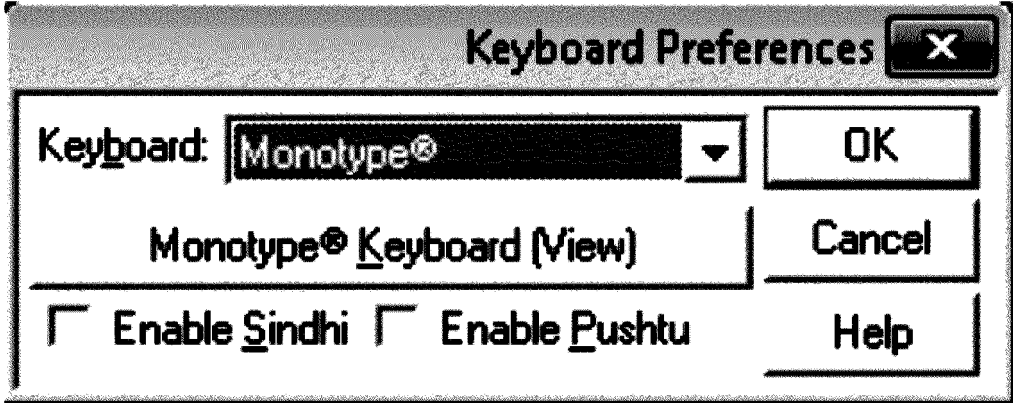 Keyboard Preferences
Keyboard: Monotype® OK
Monotype® Keyboard (View) Cancel
Enable Sindhi Enable Pushtu Help